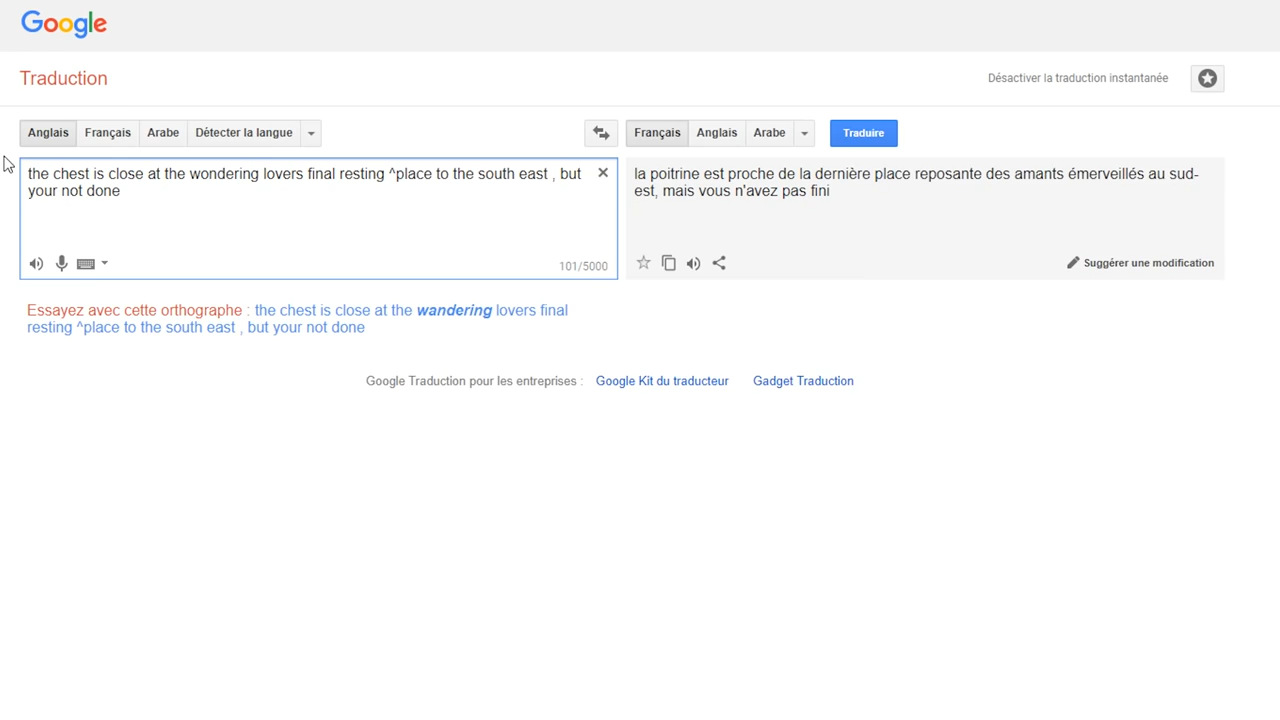 Google
Traduction
Désactiver la traduction instantanée
Anglais Français Arabe Détecter la langue
Français Anglais Arabe Traduire
the chest is close at the wondering lovers final resting ^place to the south east , but
your not done
101/5000
la poitrine est proche de la dernière place reposante des amants émerveillés au sud-
est, mais vous n'avez pas fini
Suggérer une modification
Essayez avec cette orthographe : the chest is close at the wandering lovers final
resting ^place to the south east , but your not done
Google Traduction pour les entreprises : Google Kit du traducteur Gadget Traduction